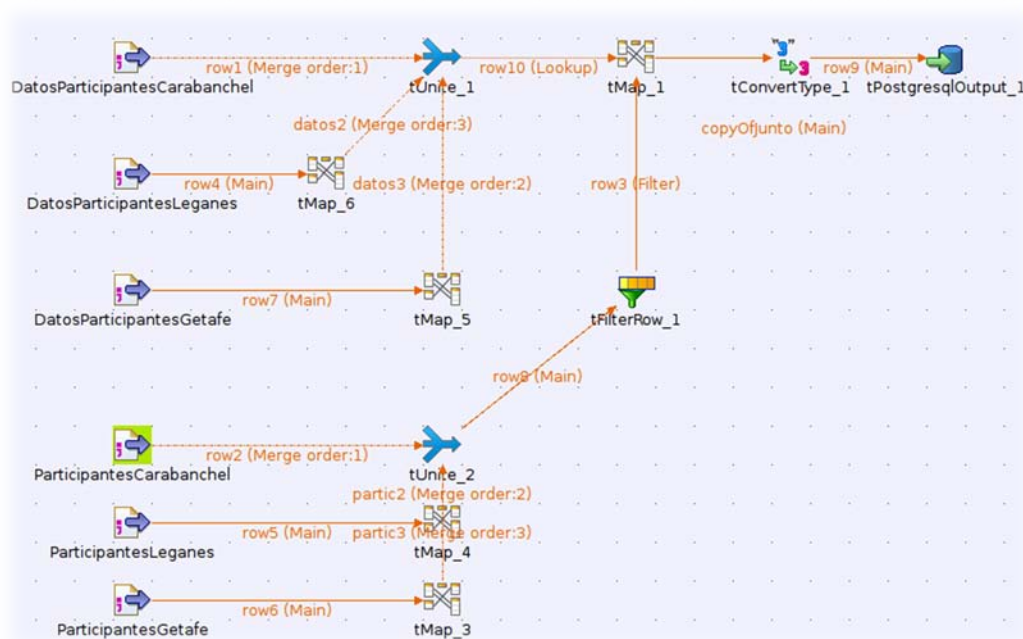 row1 (Merge order:1)
row10 (Lookup)
row9 (Main)
DatosParticipantesCarabanchel
tUnite_1
tMap_1
tConvertType_1
tPostgresqlOutput_1
datos2 (Merge order:3)
copyOfJunto (Main)
row4 (Main)
datos3 (Merge order:2)
row3 (Filter)
DatosParticipantesLeganes
tMap_6
row7 (Main)
DatosParticipantesGetafe
tMap_5
tFilterRow_1
row8 (Main)
row2 (Merge order:1)
ParticipantesCarabanchel
tUnite_2
partic2 (Merge order:2)
row5 (Main)
partic3 (Merge order:3)
ParticipantesLeganes
tMap_4
row6 (Main)
ParticipantesGetafe
tMap_3